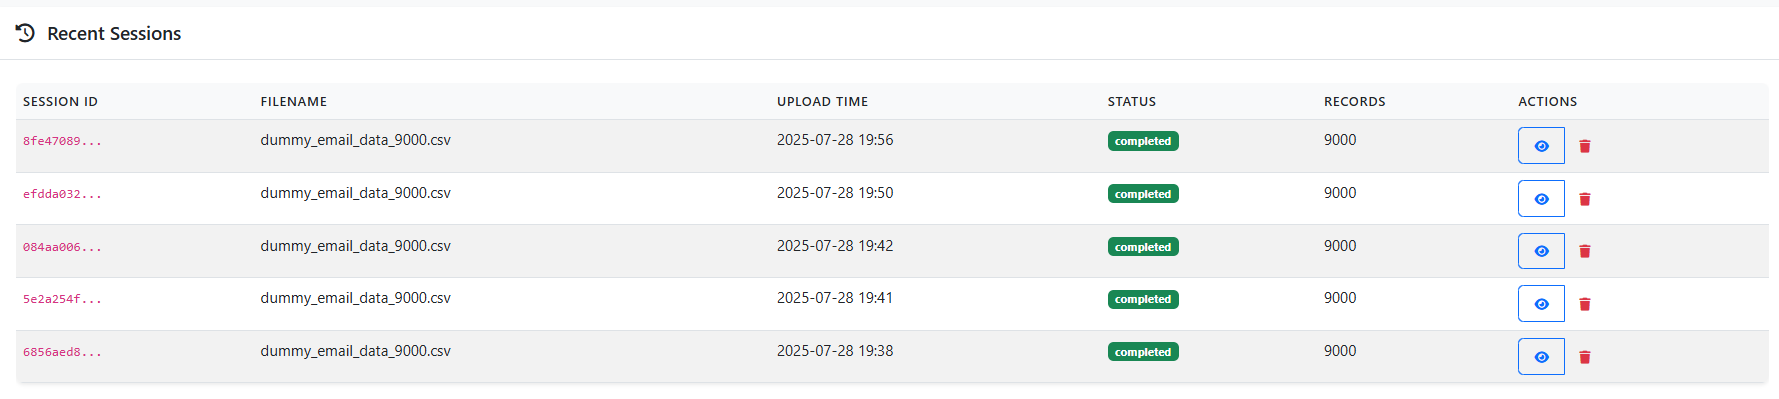 Recent Sessions
SESSION ID FILENAME UPLOAD TIME STATUS RECORDS ACTIONS
8fe47089... dummy_email_data_9000.csv 2025-07-28 19:56 completed 9000
efdda032... dummy_email_data_9000.csv 2025-07-28 19:50 completed 9000
084aa006... dummy_email_data_9000.csv 2025-07-28 19:42 completed 9000
5e2a254f... dummy_email_data_9000.csv 2025-07-28 19:41 completed 9000
6856aed8... dummy_email_data_9000.csv 2025-07-28 19:38 completed 9000